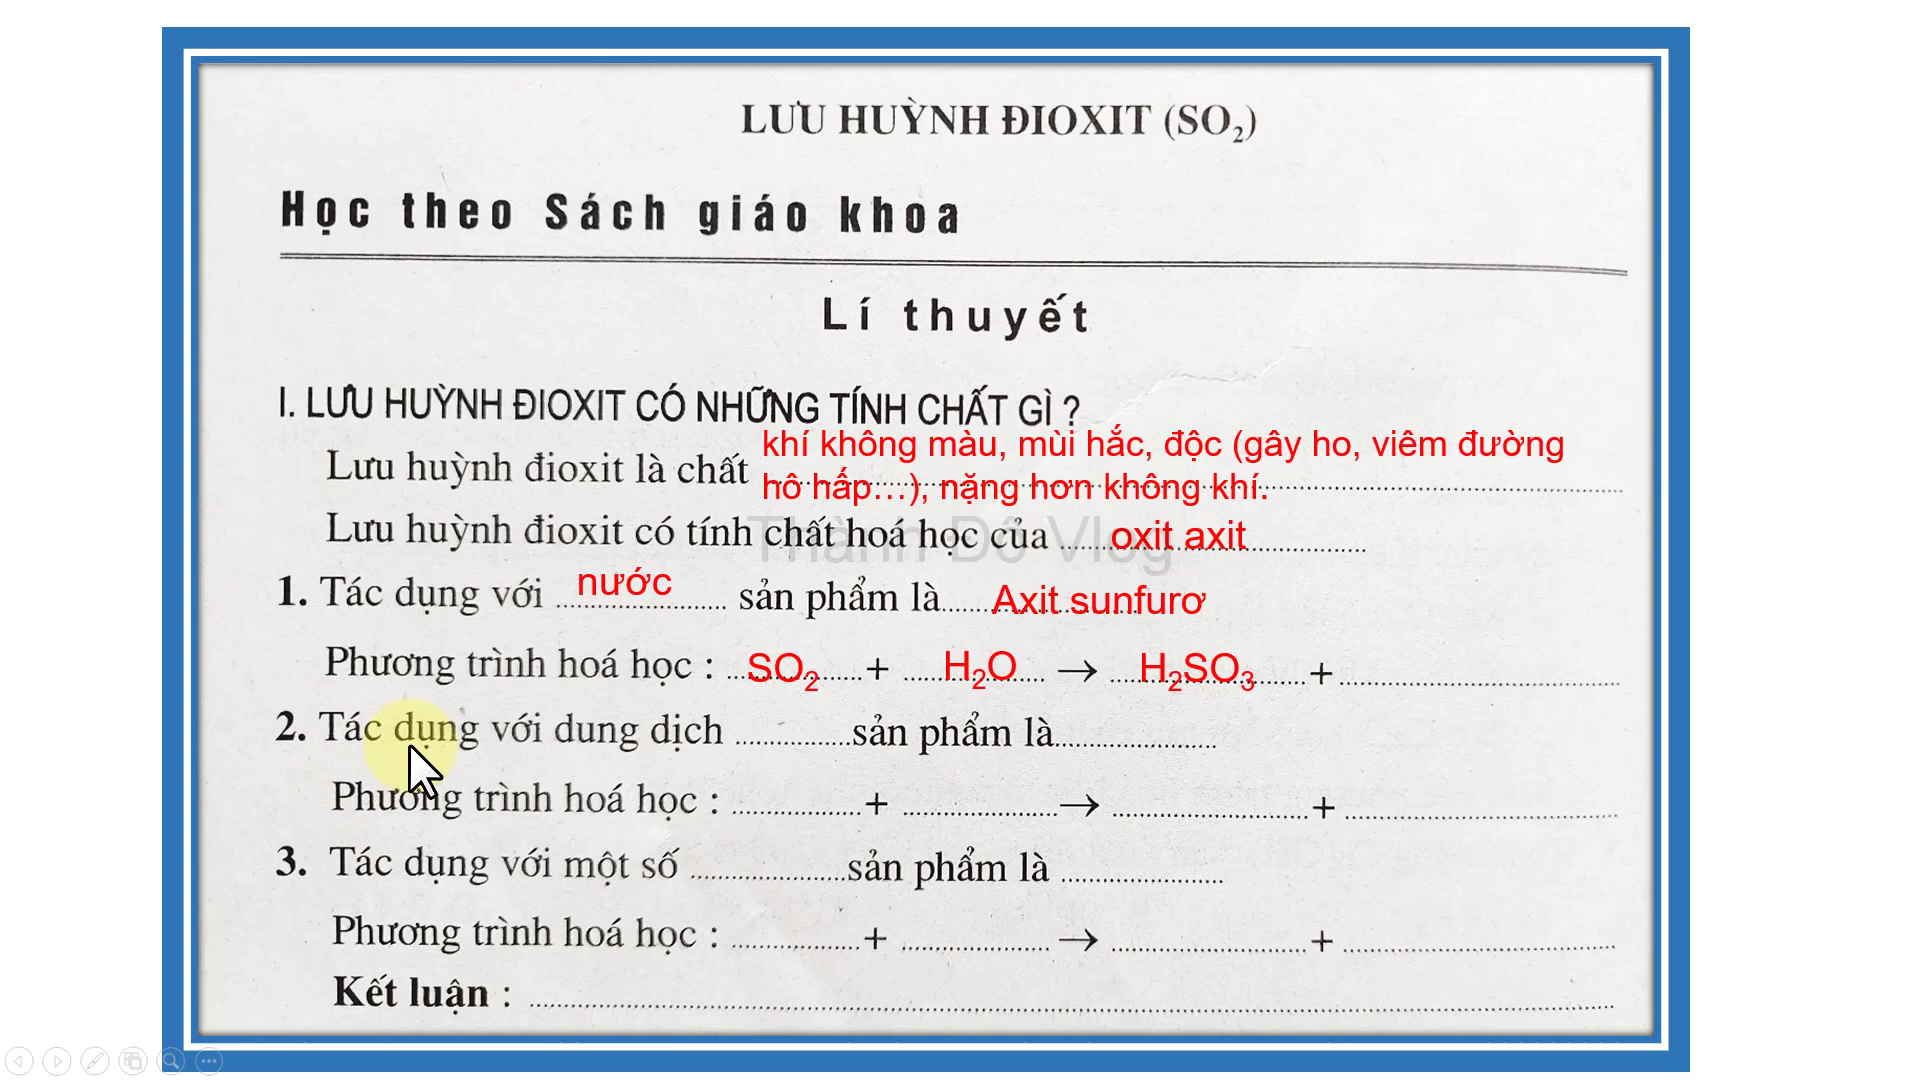 LƯU HUỲNH ĐIOXIT (SO₂)
Học theo Sách giáo khoa
Lí thuyết
I. LƯU HUỲNH ĐIOXIT CÓ NHỮNG TÍNH CHẤT GÌ ?
khí không màu, mùi hắc, độc (gây ho, viêm đường
Lưu huỳnh đioxit là chất hô hấp…), nặng hơn không khí.
Lưu huỳnh đioxit có tính chất hoá học của oxit axit
Thành Đô Vlog
1. Tác dụng với nước sản phẩm là Axit sunfurơ
Phương trình hoá học : SO₂ + H₂O → H₂SO₃ +
2. Tác dụng với dung dịch ............ sản phẩm là............
Phương trình hoá học : ............ + ............ → ............ + ............
3. Tác dụng với một số ............ sản phẩm là ............
Phương trình hoá học : ............ + ............ → ............ + ............
Kết luận : ............